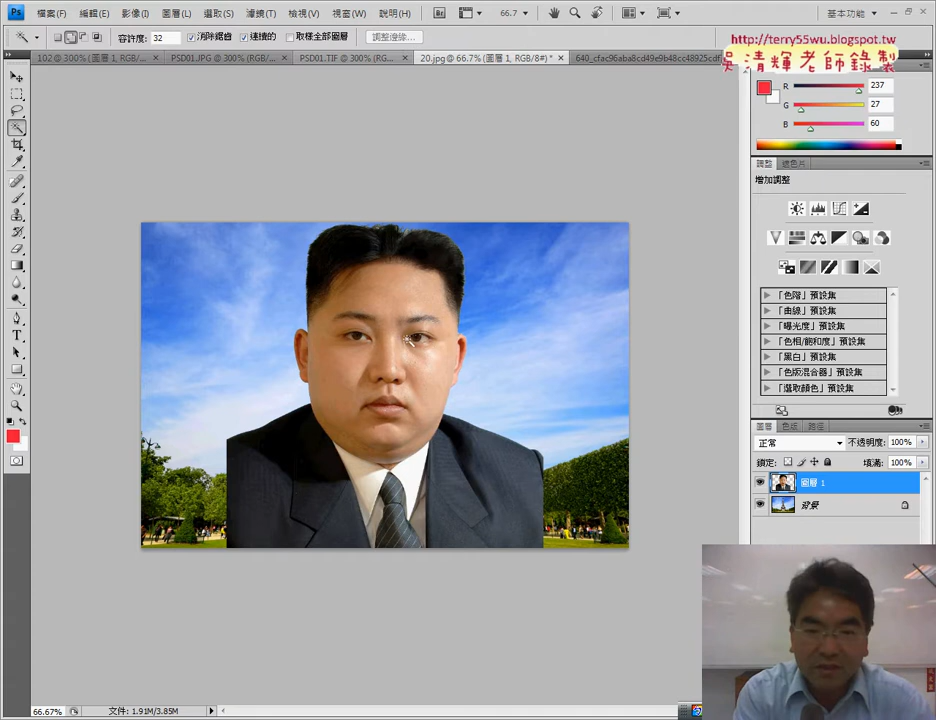 Ps 檔案(F) 編輯(E) 影像(I) 圖層(L) 選取(S) 濾鏡(T) 檢視(V) 視窗(W) 說明(H) Br 66.7 基本功能
容許度: 32 消除鋸齒 連續的 取樣全部圖層 調整邊緣...
http://terry55wu.blogspot.tw
吳清輝老師錄製
102 @ 300% (圖層 1, RGB/... PSD01.JPG @ 300% (RGB/... PSD01.TIF @ 300% (RG... 20.jpg @ 66.7% (圖層 1, RGB/8#) * 640_cfac96aba8cd49e9b48cc48925cdf
R 237
G 27
B 60
調整 遮色片
增加調整
「色階」預設集
「曲線」預設集
「曝光度」預設集
「色相/飽和度」預設集
「黑白」預設集
「色版混合器」預設集
「選取顏色」預設集
圖層 色版 路徑
正常 不透明度: 100%
鎖定: 填滿: 100%
圖層 1
背景
66.67% 文件: 1.91M/3.85M